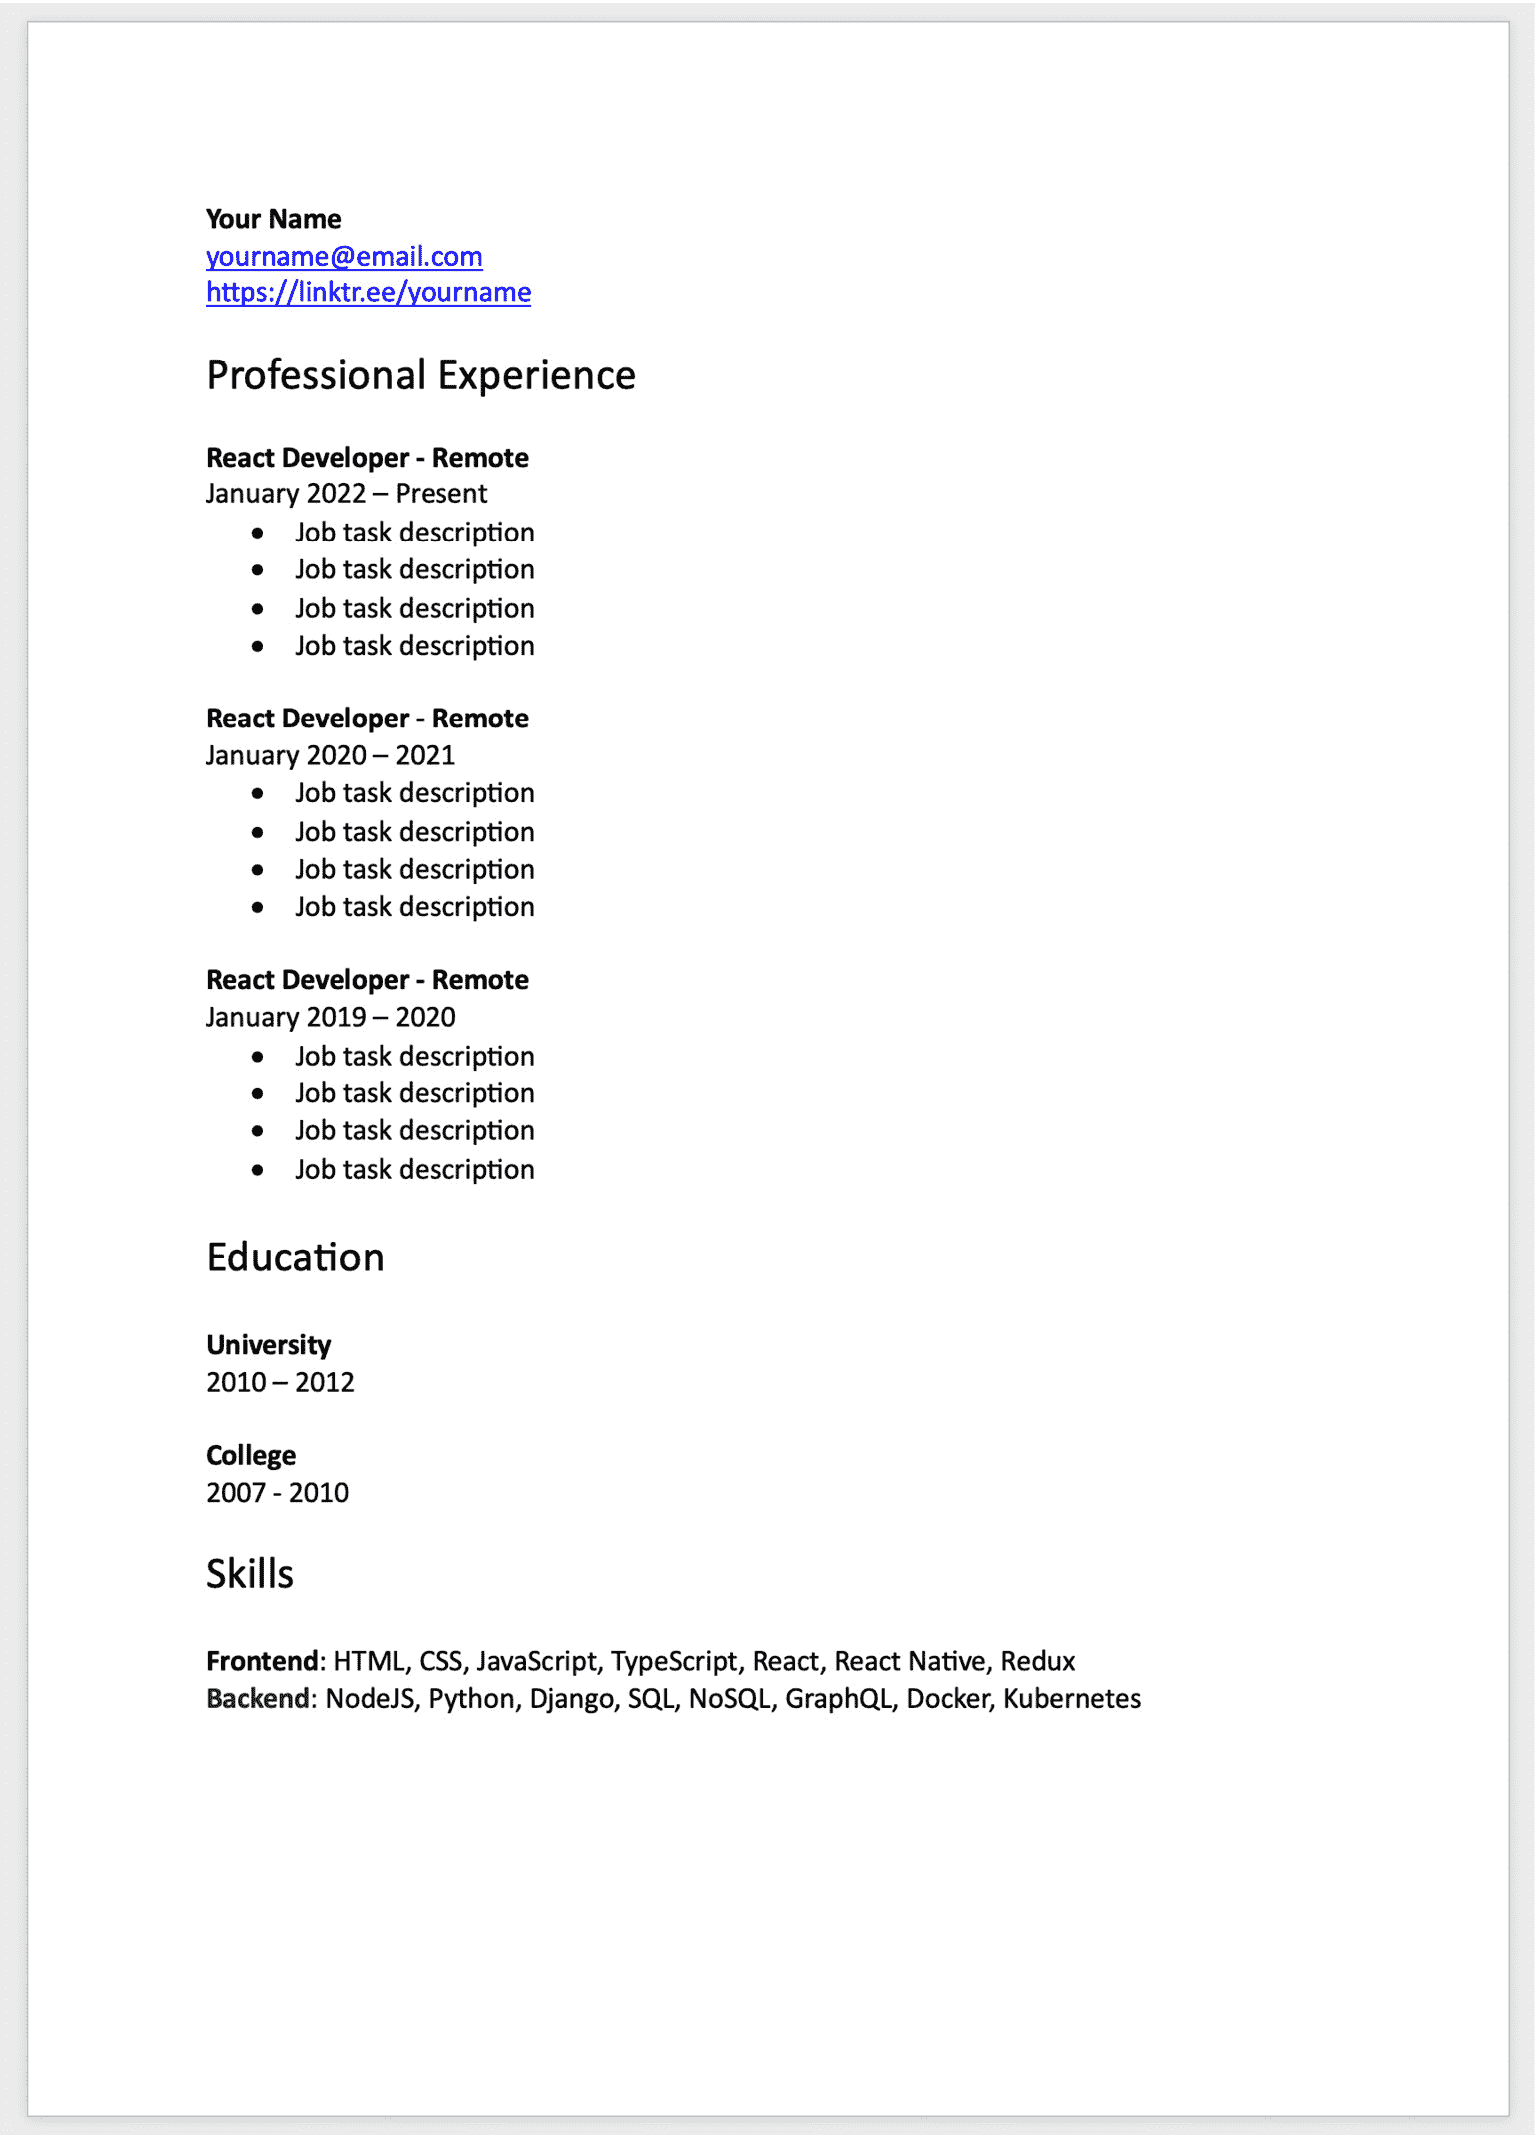 Your Name
yourname@email.com
https://linktr.ee/yourname
Professional Experience
React Developer - Remote
January 2022 – Present
• Job task description
• Job task description
• Job task description
• Job task description
React Developer - Remote
January 2020 – 2021
• Job task description
• Job task description
• Job task description
• Job task description
React Developer - Remote
January 2019 – 2020
• Job task description
• Job task description
• Job task description
• Job task description
Education
University
2010 – 2012
College
2007 - 2010
Skills
Frontend: HTML, CSS, JavaScript, TypeScript, React, React Native, Redux
Backend: NodeJS, Python, Django, SQL, NoSQL, GraphQL, Docker, Kubernetes